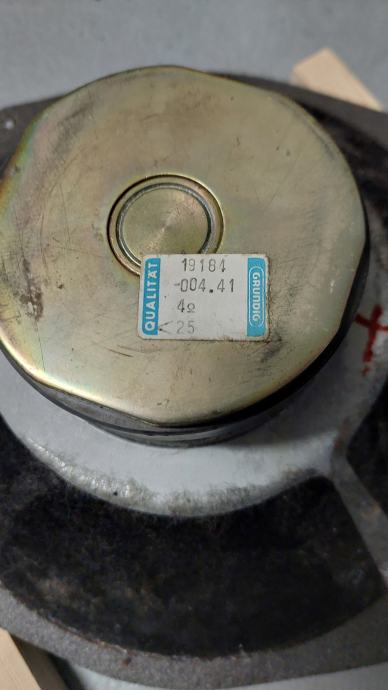 QUALITÄT
19184
-004.41
4Ω
< 25
GRUNDIG